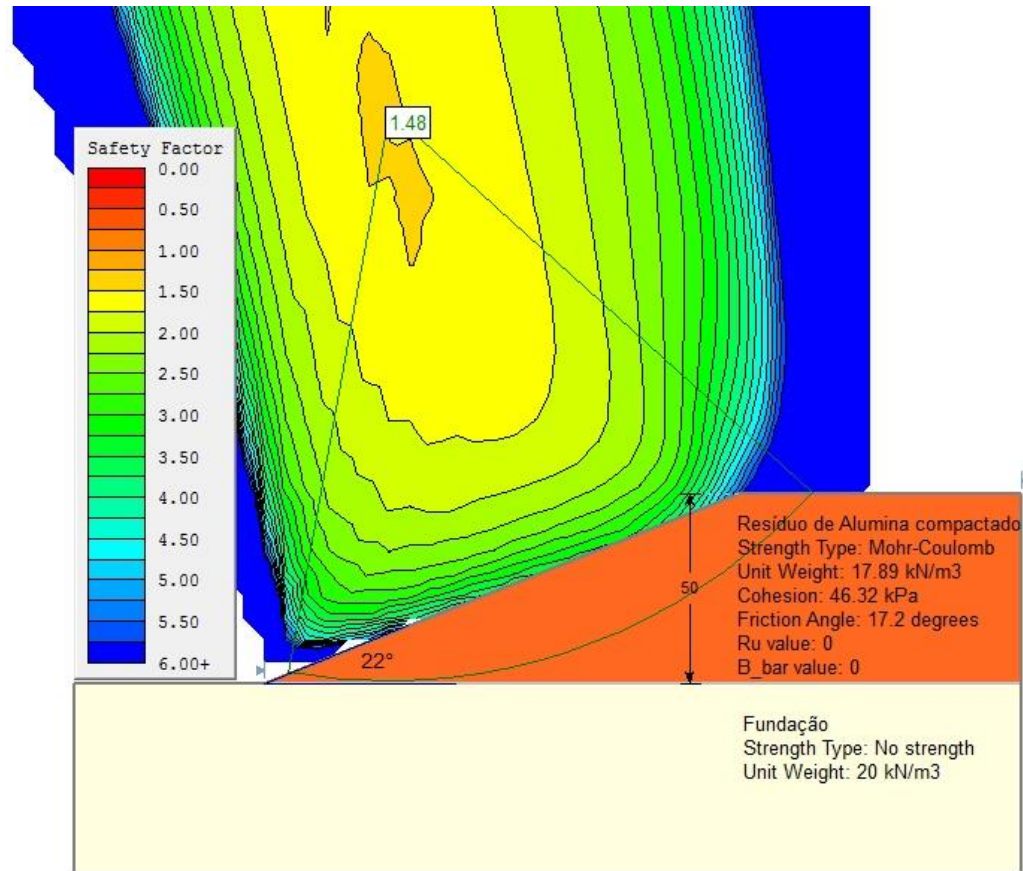 1.48
Safety Factor
0.00
0.50
1.00
1.50
2.00
2.50
3.00
3.50
4.00
4.50
5.00
5.50
6.00+
22°
50
Resíduo de Alumina compactado
Strength Type: Mohr-Coulomb
Unit Weight: 17.89 kN/m3
Cohesion: 46.32 kPa
Friction Angle: 17.2 degrees
Ru value: 0
B_bar value: 0
Fundação
Strength Type: No strength
Unit Weight: 20 kN/m3